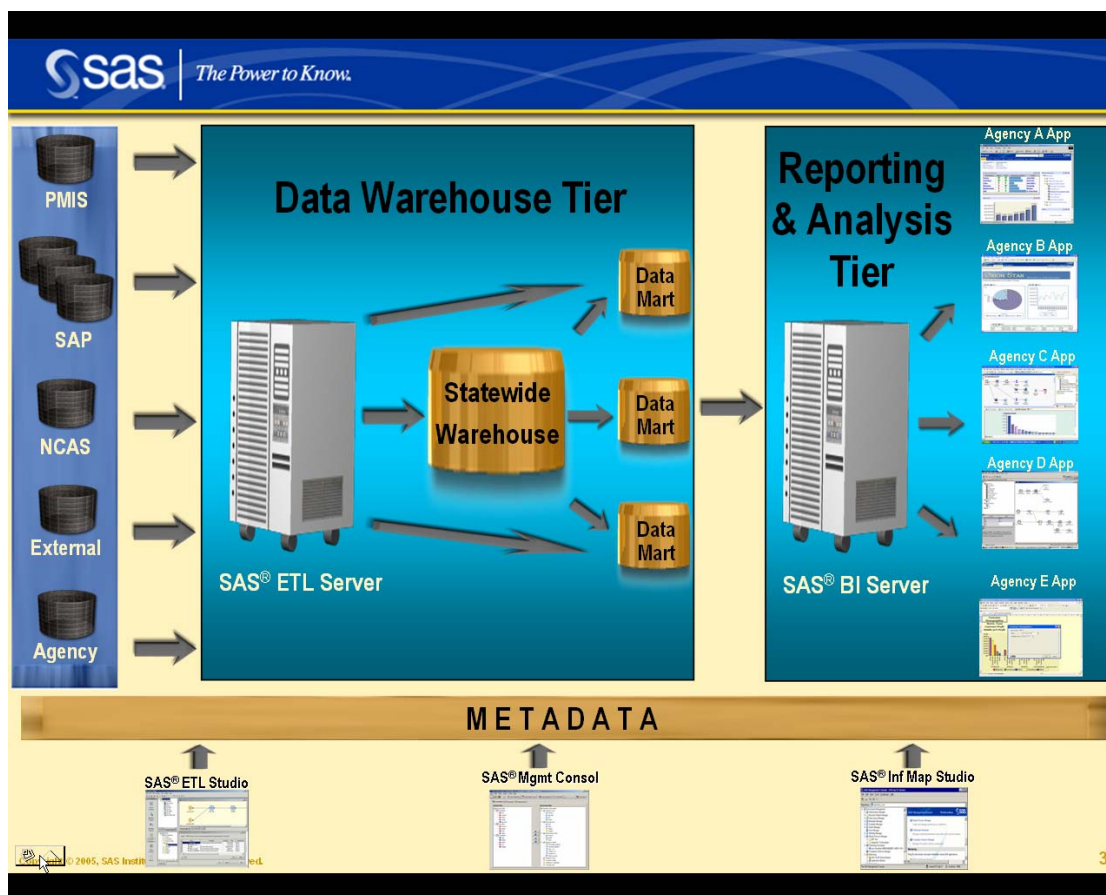 sas
The Power to Know.
PMIS
SAP
NCAS
External
Agency
Data Warehouse Tier
SAS® ETL Server
Statewide
Warehouse
Data
Mart
Data
Mart
Data
Mart
Reporting
& Analysis
Tier
SAS® BI Server
Agency A App
Agency B App
Agency C App
Agency D App
Agency E App
METADATA
SAS® ETL Studio
SAS® Mgmt Consol
SAS® Inf Map Studio
© 2005, SAS
3